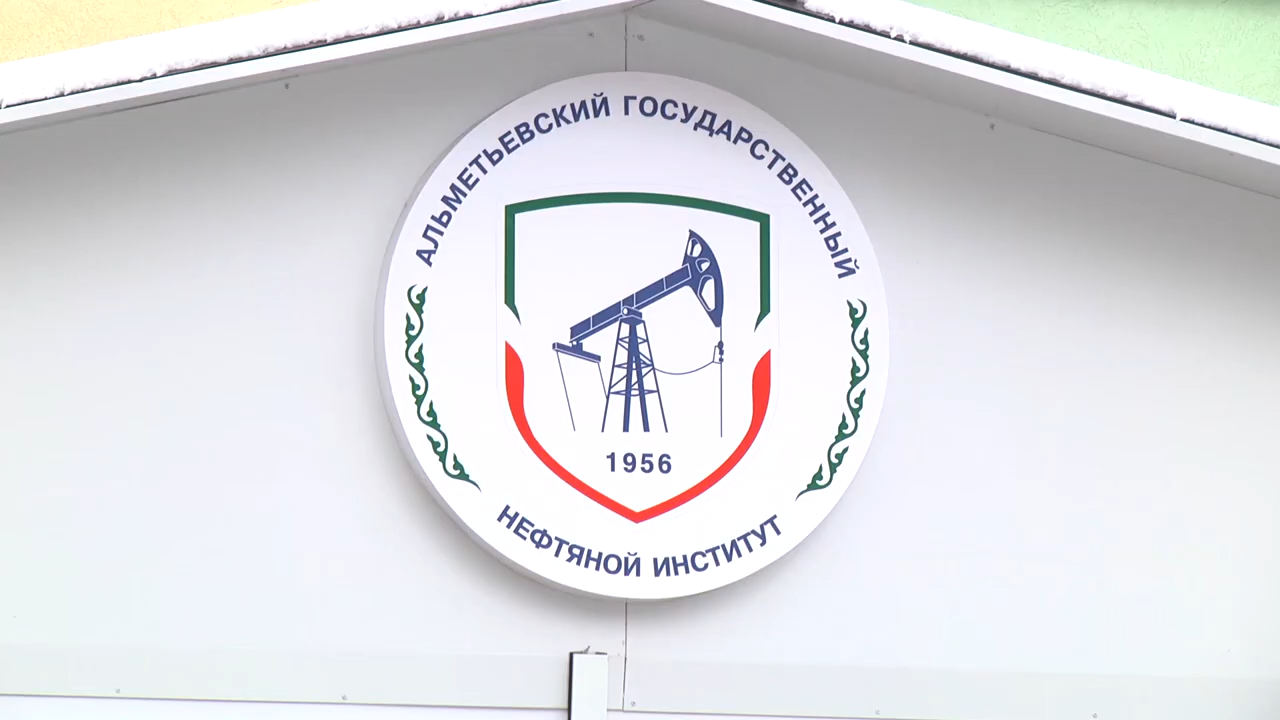 АЛЬМЕТЬЕВСКИЙ ГОСУДАРСТВЕННЫЙ
1956
НЕФТЯНОЙ ИНСТИТУТ